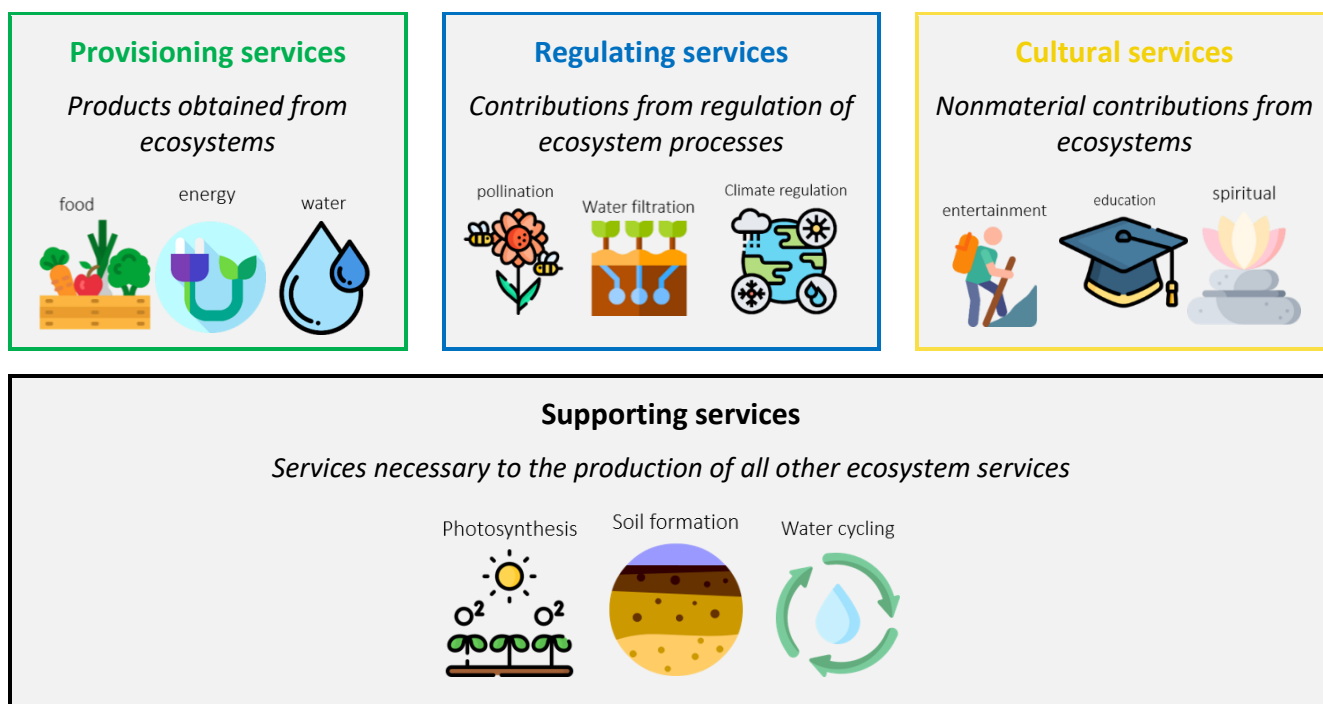 Provisioning services
Products obtained from
ecosystems
food
energy
water
Regulating services
Contributions from regulation of
ecosystem processes
pollination
Water filtration
Climate regulation
Cultural services
Nonmaterial contributions from
ecosystems
entertainment
education
spiritual
Supporting services
Services necessary to the production of all other ecosystem services
Photosynthesis
O2 O2
Soil formation
Water cycling